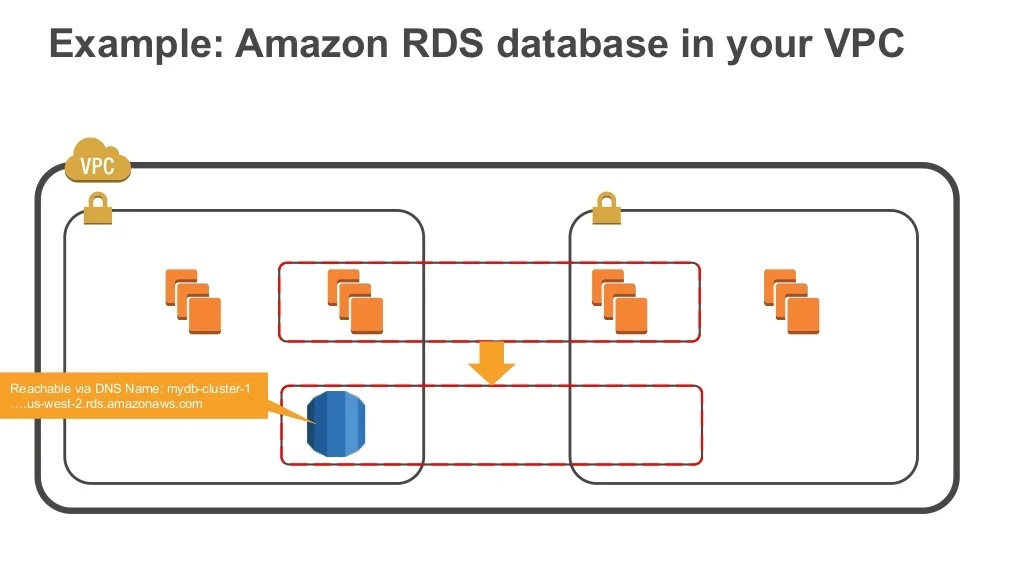 Example: Amazon RDS database in your VPC
VPC
Reachable via DNS Name: mydb-cluster-1
….us-west-2.rds.amazonaws.com